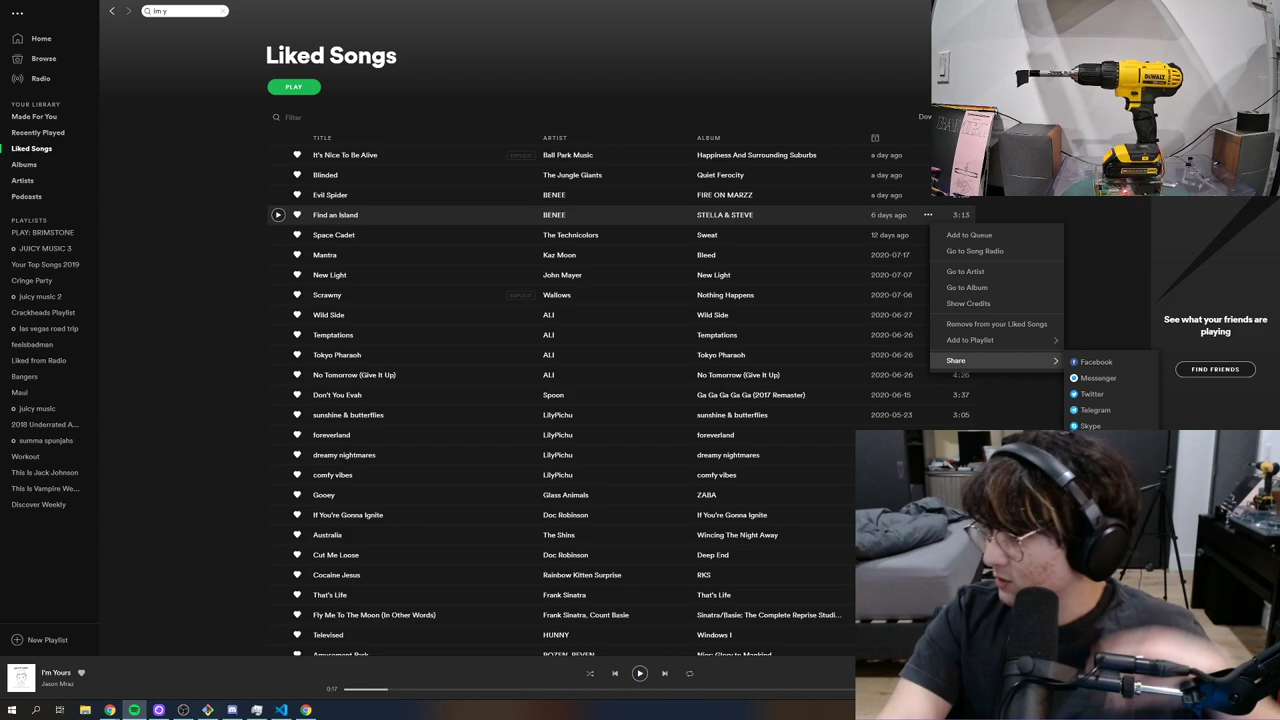 im y
Home
Browse
Radio
YOUR LIBRARY
Made For You
Recently Played
Liked Songs
Albums
Artists
Podcasts
PLAYLISTS
PLAY: BRIMSTONE
JUICY MUSIC 3
Your Top Songs 2019
Cringe Party
juicy music 2
Crackheads Playlist
las vegas road trip
feelsbadman
Liked from Radio
Bangers
Maul
juicy music
2018 Underrated A...
summa spunjahs
Workout
This Is Jack Johnson
This Is Vampire We...
Discover Weekly
New Playlist
Liked Songs
PLAY
Filter
TITLE ARTIST ALBUM
It's Nice To Be Alive EXPLICIT Ball Park Music Happiness And Surrounding Suburbs a day ago
Blinded The Jungle Giants Quiet Ferocity a day ago
Evil Spider BENEE FIRE ON MARZZ a day ago
Find an Island BENEE STELLA & STEVE 6 days ago 3:13
Space Cadet The Technicolors Sweat 12 days ago
Mantra Kaz Moon Bleed 2020-07-17
New Light John Mayer New Light 2020-07-07
Scrawny EXPLICIT Wallows Nothing Happens 2020-07-06
Wild Side ALI Wild Side 2020-06-27
Temptations ALI Temptations 2020-06-26
Tokyo Pharaoh ALI Tokyo Pharaoh 2020-06-26
No Tomorrow (Give It Up) ALI No Tomorrow (Give It Up) 2020-06-26 4:26
Don't You Evah Spoon Ga Ga Ga Ga Ga (2017 Remaster) 2020-06-15 3:37
sunshine & butterflies LilyPichu sunshine & butterflies 2020-05-23 3:05
foreverland LilyPichu foreverland
dreamy nightmares LilyPichu dreamy nightmares
comfy vibes LilyPichu comfy vibes
Gooey Glass Animals ZABA
If You're Gonna Ignite Doc Robinson If You're Gonna Ignite
Australia The Shins Wincing The Night Away
Cut Me Loose Doc Robinson Deep End
Cocaine Jesus Rainbow Kitten Surprise RKS
That's Life Frank Sinatra That's Life
Fly Me To The Moon (In Other Words) Frank Sinatra, Count Basie Sinatra/Basie: The Complete Reprise Studi...
Televised HUNNY Windows I
Add to Queue
Go to Song Radio
Go to Artist
Go to Album
Show Credits
Remove from your Liked Songs
Add to Playlist
Share
Facebook
Messenger
Twitter
Telegram
Skype
See what your friends are
playing
FIND FRIENDS
DEWALT
I'm Yours
Jason Mraz
0:17